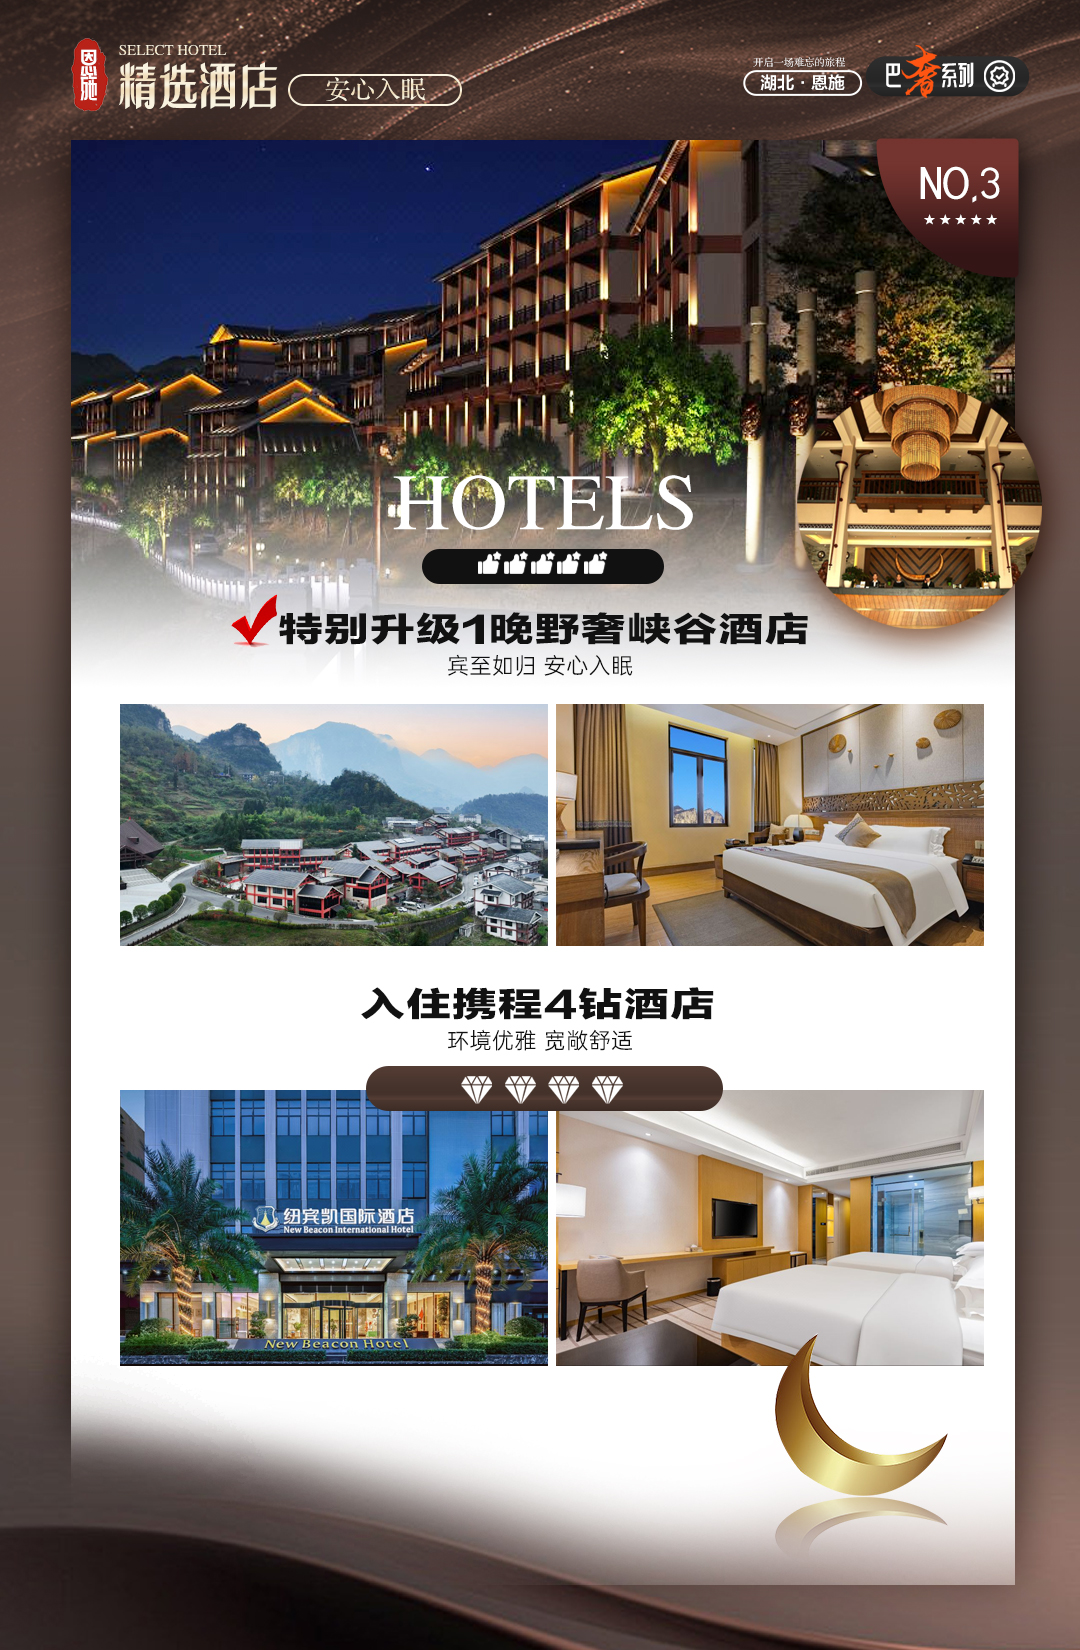 恩施
SELECT HOTEL
精选酒店
安心入眠
开启一场难忘的旅程
湖北·恩施
巴奢系列
NO,3
HOTELS
特别升级1晚野奢峡谷酒店
宾至如归 安心入眠
入住携程4钻酒店
环境优雅 宽敞舒适
纽宾凯国际酒店
New Beacon International Hotel
New Beacon Hotel